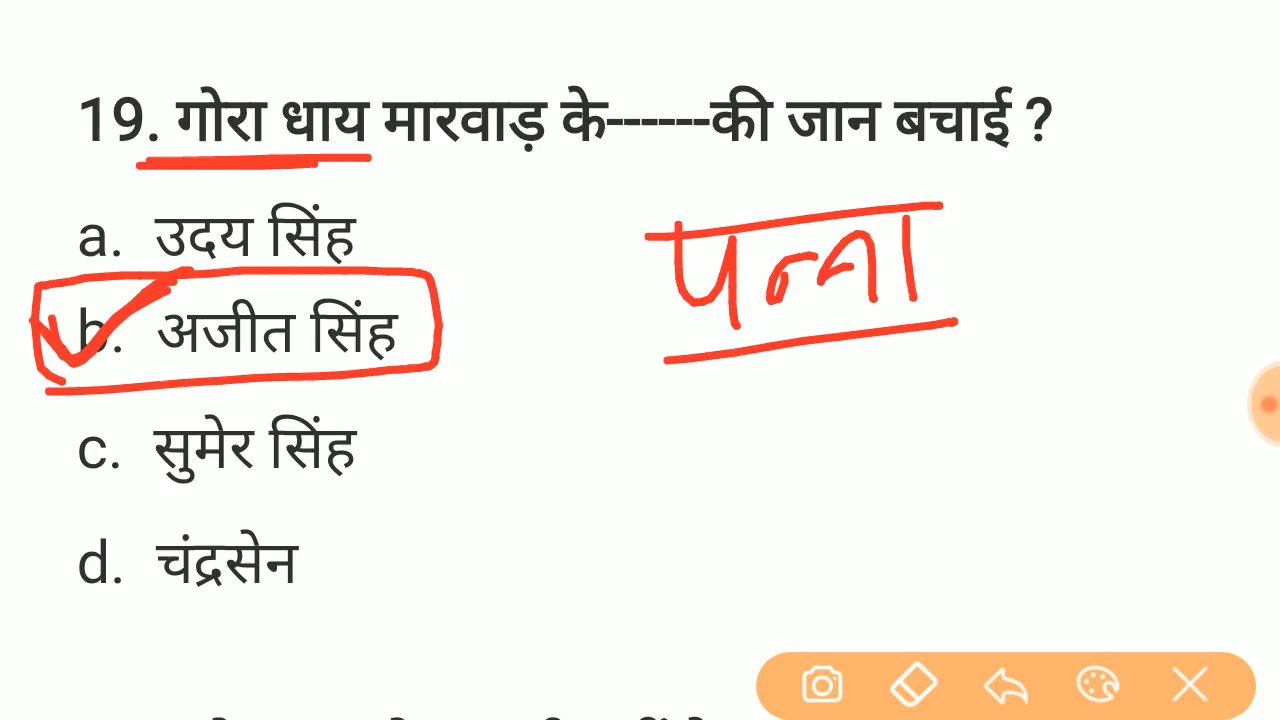 19. गोरा धाय मारवाड़ के------की जान बचाई ?
a. उदय सिंह
पन्ना
b. अजीत सिंह
c. सुमेर सिंह
d. चंद्रसेन